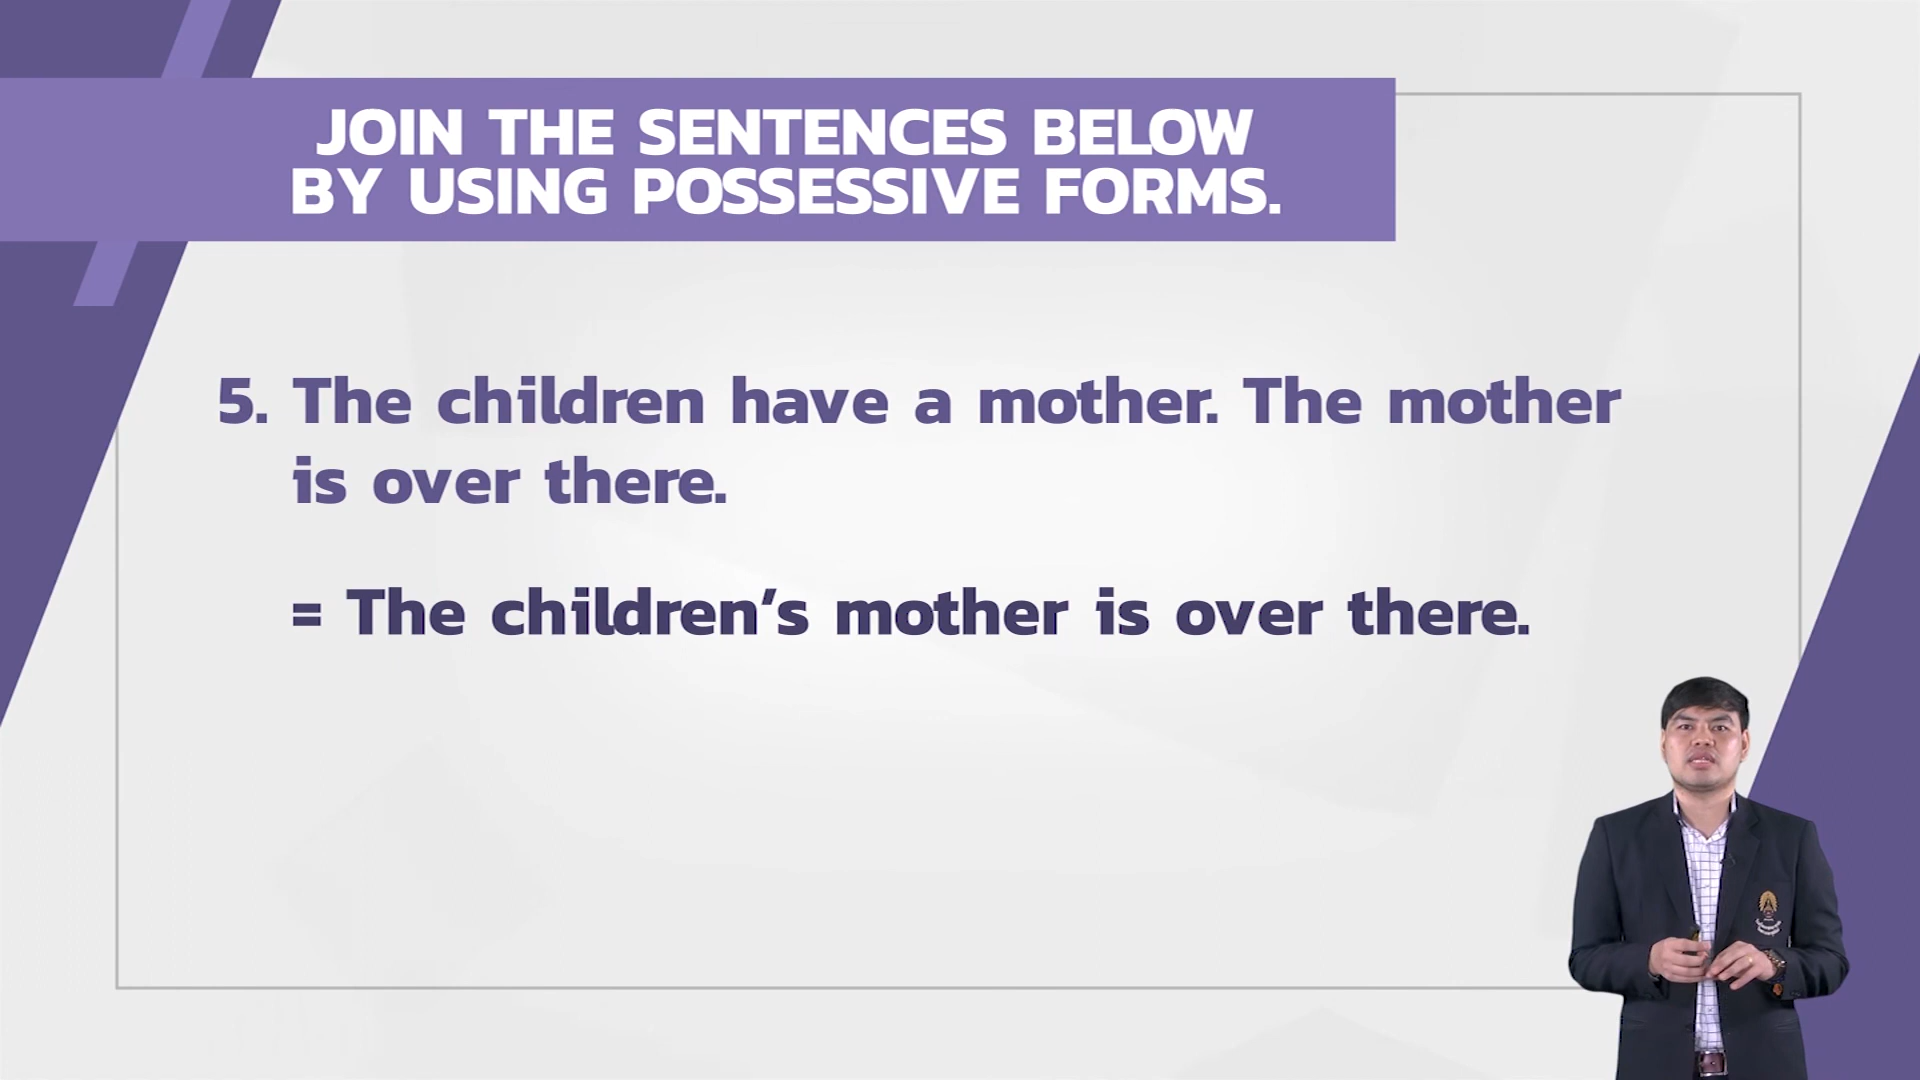 JOIN THE SENTENCES BELOW
BY USING POSSESSIVE FORMS.
5. The children have a mother. The mother
is over there.
= The children’s mother is over there.